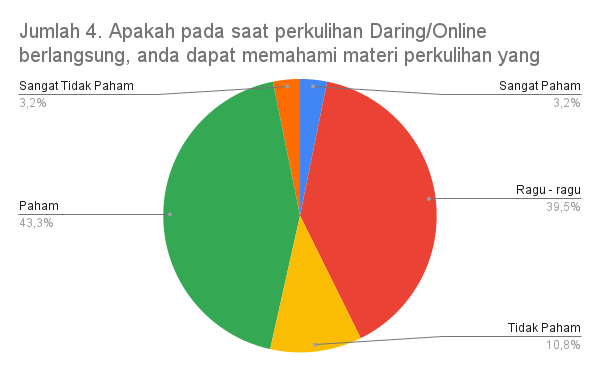 Jumlah 4. Apakah pada saat perkulihan Daring/Online
berlangsung, anda dapat memahami materi perkulihan yang
Sangat Tidak Paham
3,2%
Sangat Paham
3,2%
Ragu - ragu
39,5%
Paham
43,3%
Tidak Paham
10,8%